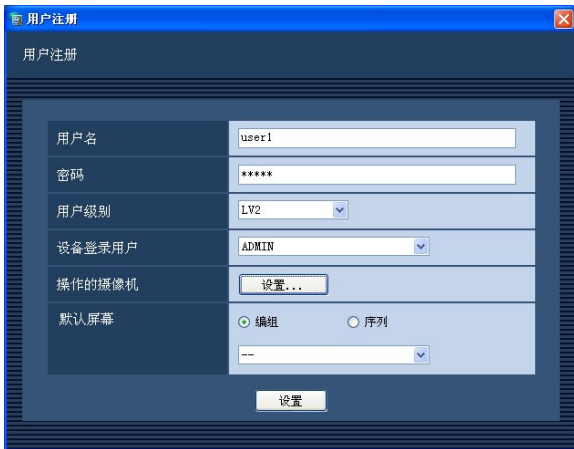 用户注册
用户注册
用户名 user1
密码 *****
用户级别 LV2
设备登录用户 ADMIN
操作的摄像机 设置...
默认屏幕 编组 序列
--
设置